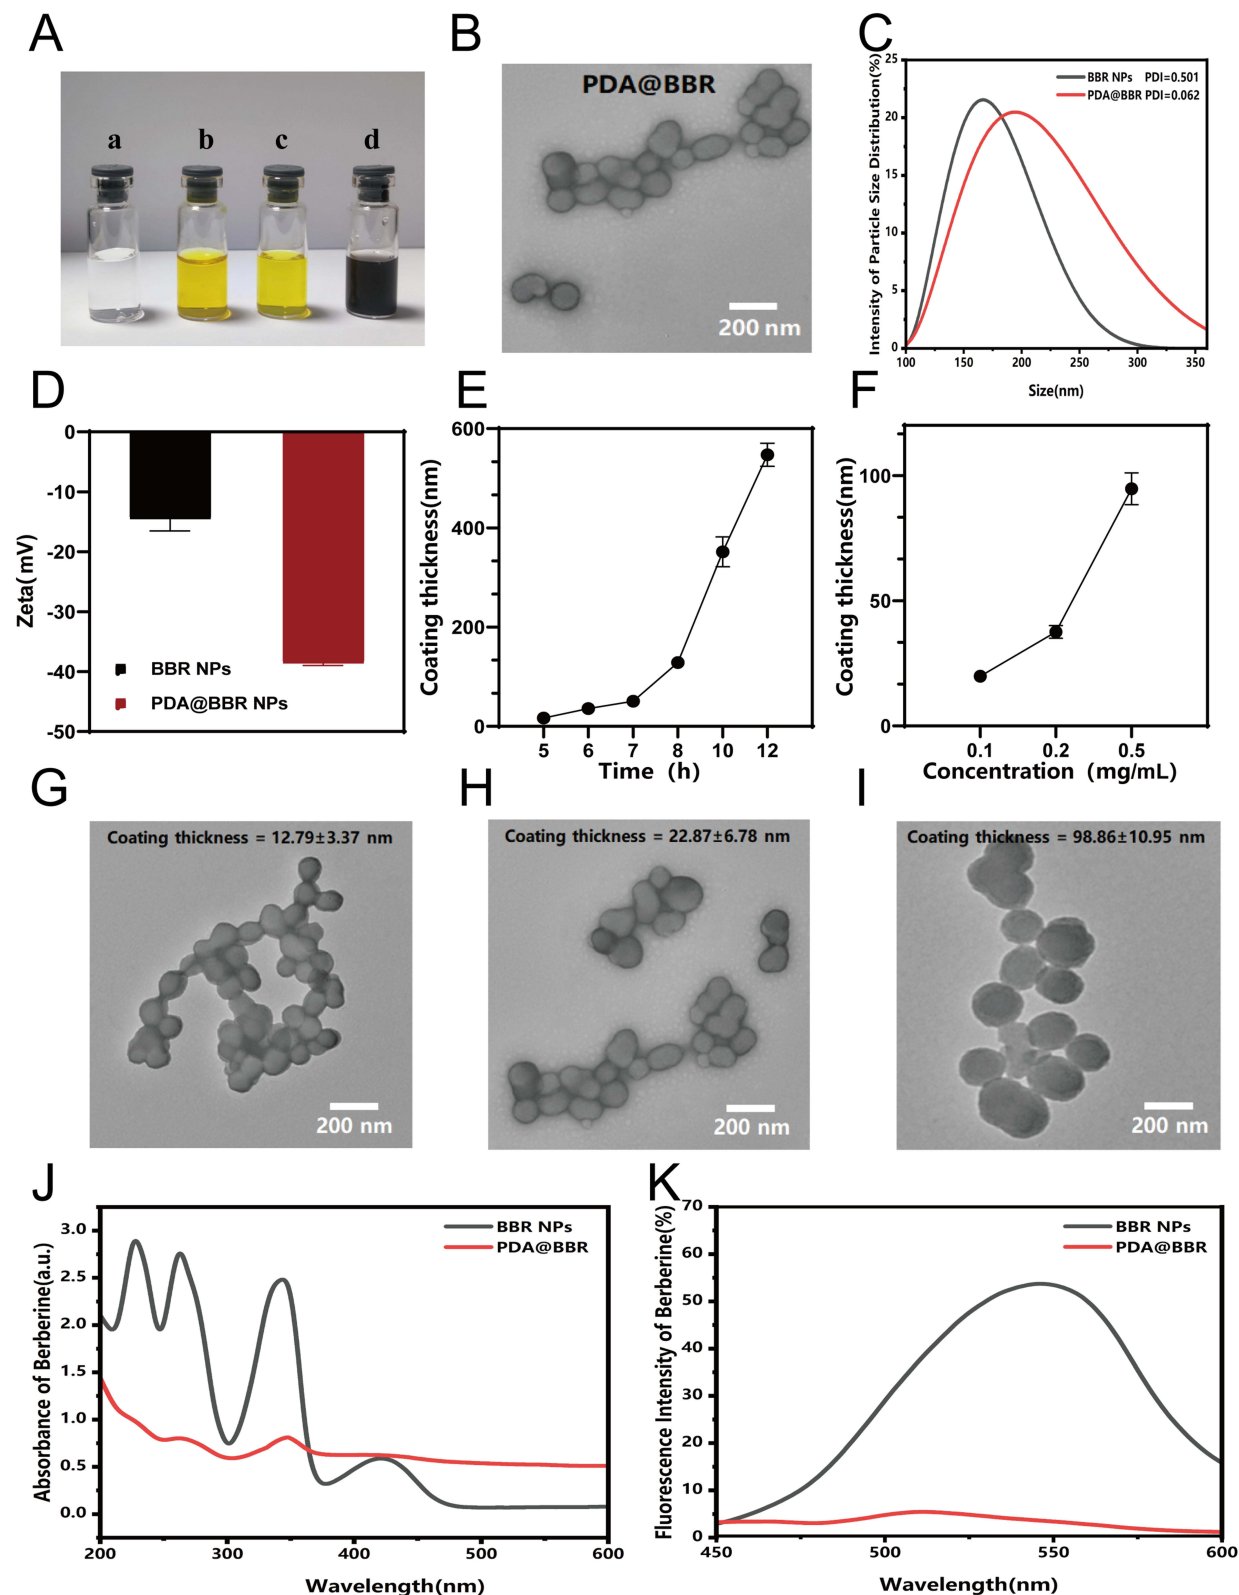 A
a b c d
B
PDA@BBR
200 nm
C
Intensity of Particle Size Distribution(%)
25
20
15
10
5
0
BBR NPs PDI=0.501
PDA@BBR PDI=0.062
100 150 200 250 300 350
Size(nm)
D
Zeta(mV)
0
-10
-20
-30
-40
-50
BBR NPs
PDA@BBR NPs
E
Coating thickness(nm)
600
400
200
0
5 6 7 8 10 12
Time (h)
F
Coating thickness(nm)
100
50
0
0.1 0.2 0.5
Concentration (mg/mL)
G
Coating thickness = 12.79±3.37 nm
200 nm
H
Coating thickness = 22.87±6.78 nm
200 nm
I
Coating thickness = 98.86±10.95 nm
200 nm
J
Absorbance of Berberine(a.u.)
3.0
2.5
2.0
1.5
1.0
0.5
0.0
BBR NPs
PDA@BBR
200 300 400 500 600
Wavelength(nm)
K
Fluorescence Intensity of Berberine(%)
70
60
50
40
30
20
10
0
BBR NPs
PDA@BBR
450 500 550 600
Wavelength(nm)